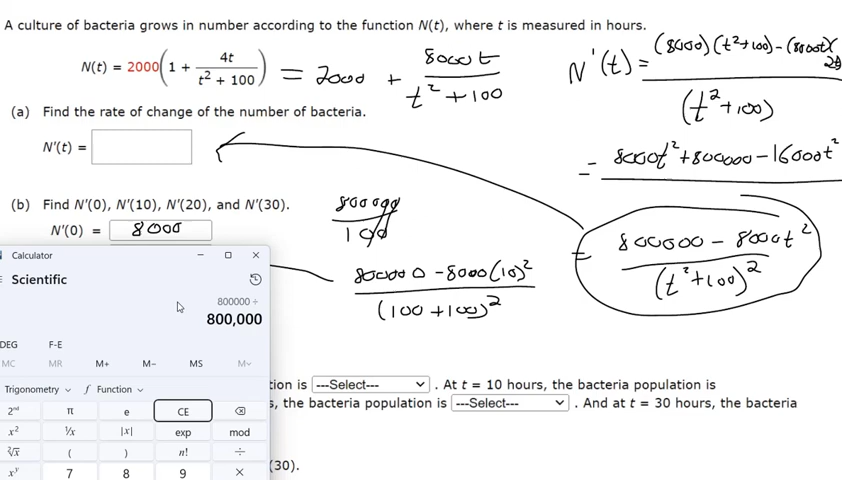 A culture of bacteria grows in number according to the function N(t), where t is measured in hours.
N(t) = 2000(1 + 4t / (t² + 100)) = 2000 + 8000t / (t² + 100)
N'(t) = (8000)(t²+100) - (8000t)(2t) / (t²+100)
(a) Find the rate of change of the number of bacteria.
N'(t) =
= 8000t² + 800000 - 16000t²
(b) Find N'(0), N'(10), N'(20), and N'(30).
N'(0) = 8000
800000 / 100
= 800000 - 8000t² / (t² + 100)²
800000 - 8000(10)² / (100 + 100)²
Calculator
Scientific
800000 ÷
800,000
DEG F-E
MC MR M+ M− MS M˅
Trigonometry Function
2ⁿᵈ π e CE
x² ¹/x |x| exp mod
²√x ( ) n! ÷
xʸ 7 8 9 ×
tion is ---Select--- . At t = 10 hours, the bacteria population is
s, the bacteria population is ---Select--- . And at t = 30 hours, the bacteria
(30).